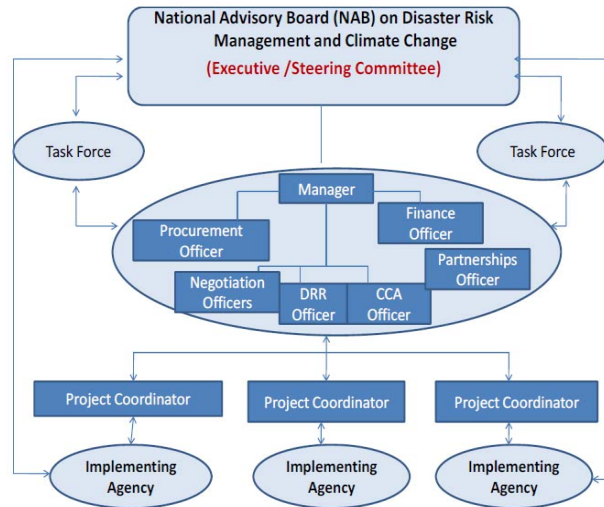 National Advisory Board (NAB) on Disaster Risk
Management and Climate Change
(Executive /Steering Committee)
Task Force
Task Force
Manager
Finance
Officer
Procurement
Officer
Partnerships
Officer
Negotiation
Officers
DRR
Officer
CCA
Officer
Project Coordinator
Project Coordinator
Project Coordinator
Implementing
Agency
Implementing
Agency
Implementing
Agency